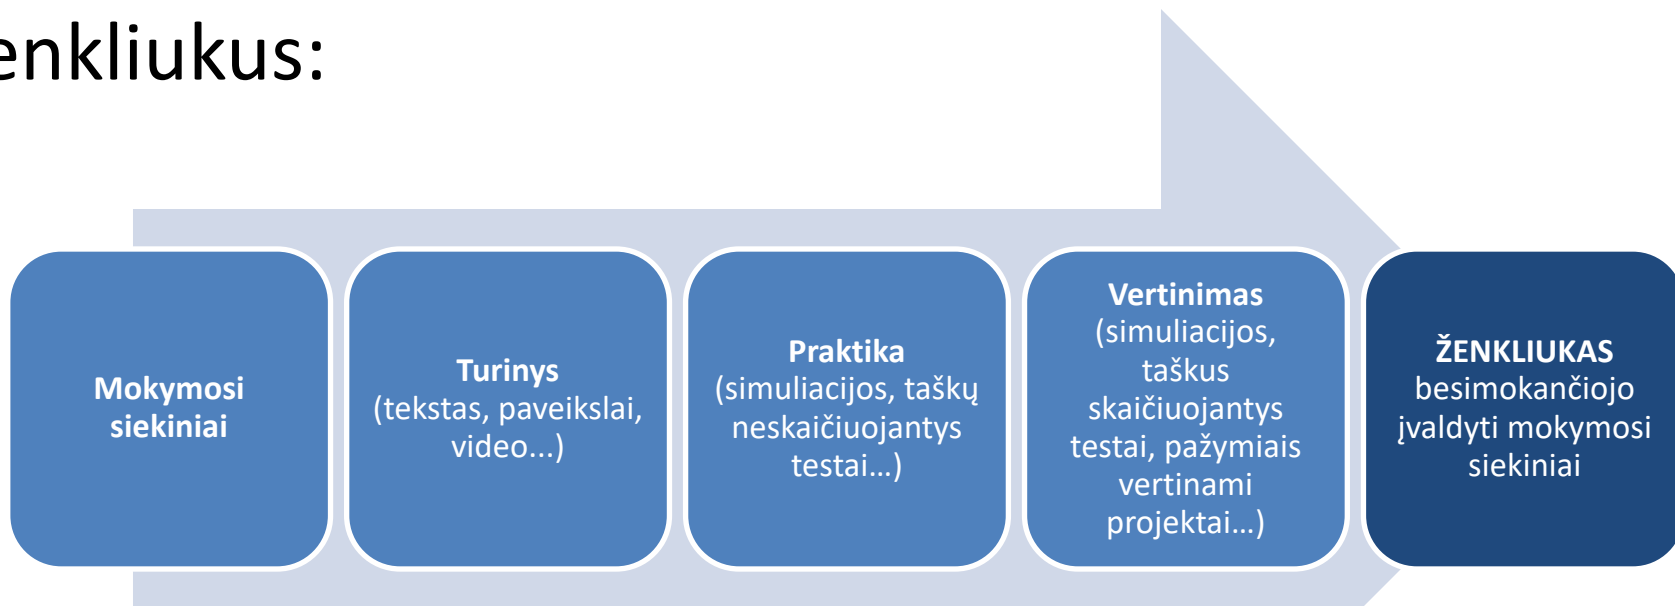 enkliukus:
Mokymosi
siekiniai
Turinys
(tekstas, paveikslai,
video...)
Praktika
(simuliacijos, taškų
neskaičiuojantys
testai…)
Vertinimas
(simuliacijos,
taškus
skaičiuojantys
testai, pažymiais
vertinami
projektai…)
ŽENKLIUKAS
besimokančiojo
įvaldyti mokymosi
siekiniai